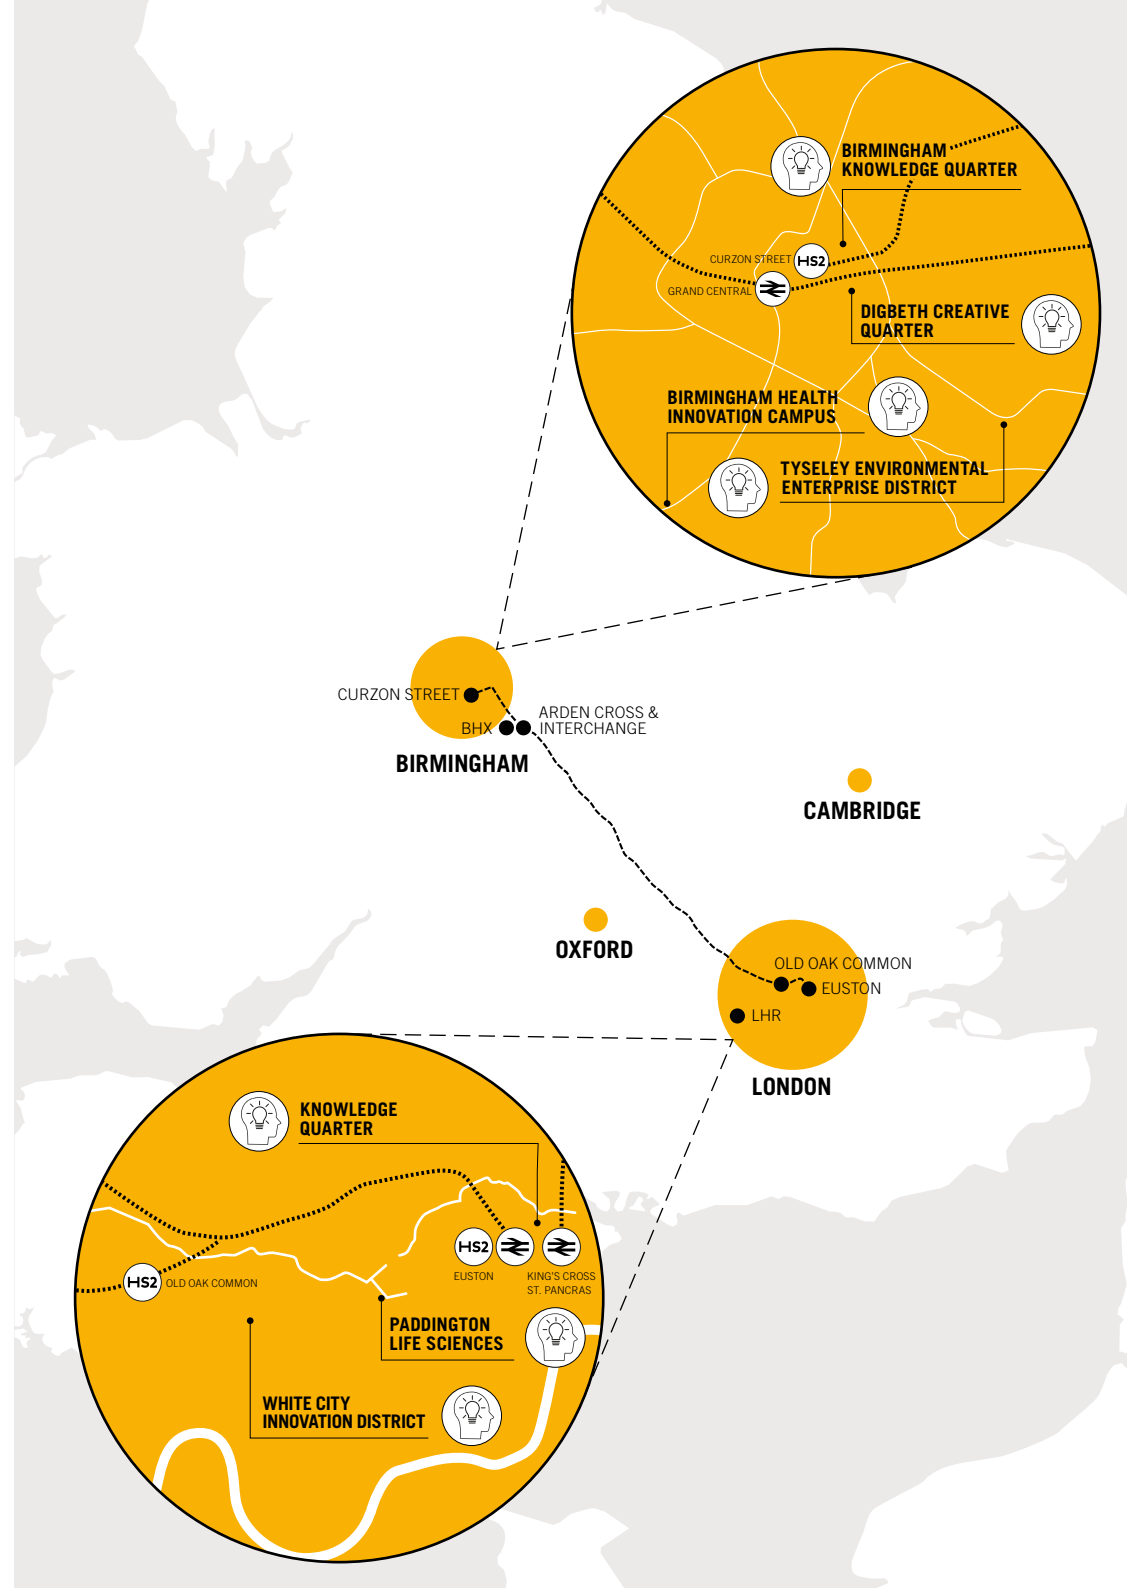 BIRMINGHAM
KNOWLEDGE QUARTER
CURZON STREET
HS2
GRAND CENTRAL
DIGBETH CREATIVE
QUARTER
BIRMINGHAM HEALTH
INNOVATION CAMPUS
TYSELEY ENVIRONMENTAL
ENTERPRISE DISTRICT
CURZON STREET
ARDEN CROSS &
INTERCHANGE
BHX
BIRMINGHAM
CAMBRIDGE
OXFORD
OLD OAK COMMON
EUSTON
LHR
LONDON
KNOWLEDGE
QUARTER
HS2
EUSTON
KING'S CROSS
ST. PANCRAS
HS2
OLD OAK COMMON
PADDINGTON
LIFE SCIENCES
WHITE CITY
INNOVATION DISTRICT